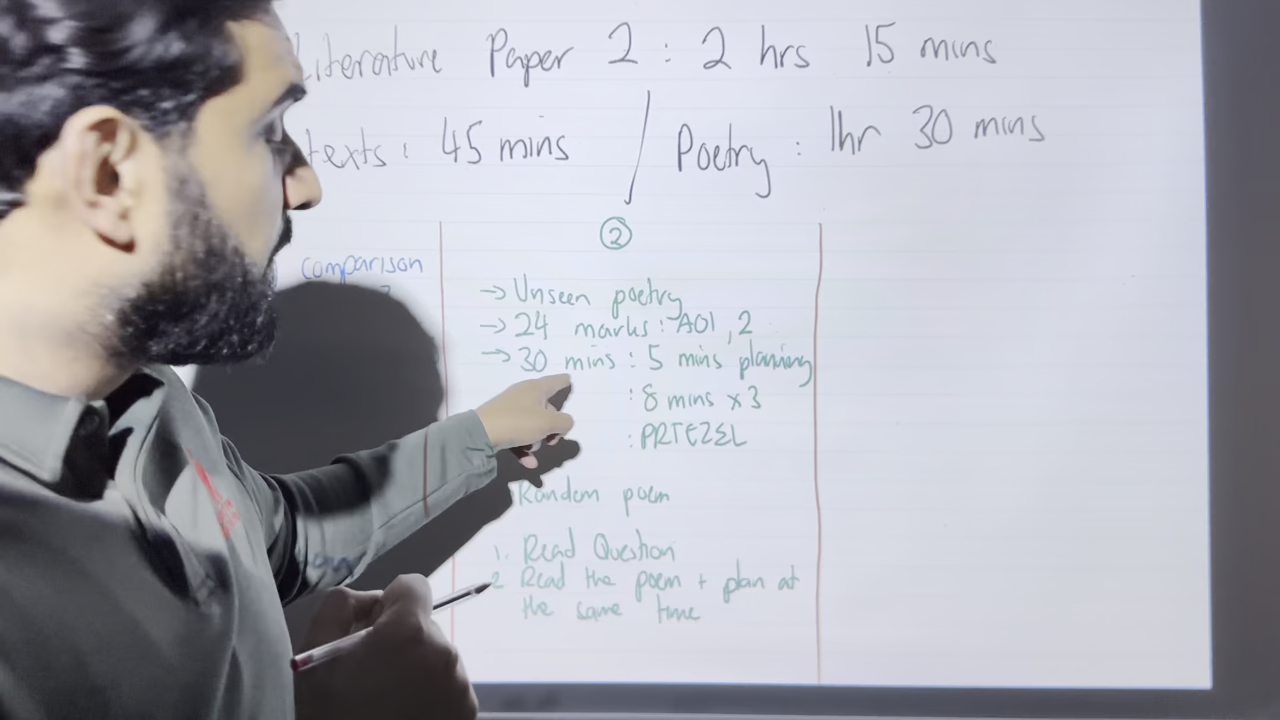 Literature Paper 2 : 2 hrs 15 mins
texts : 45 mins / Poetry : 1hr 30 mins
comparison
②
→ Unseen poetry
→ 24 marks : AO1, 2
→ 30 mins : 5 mins planning
: 8 mins x 3
: PRTEZEL
Random poem
1. Read Question
2 Read the poem + plan at
the same time